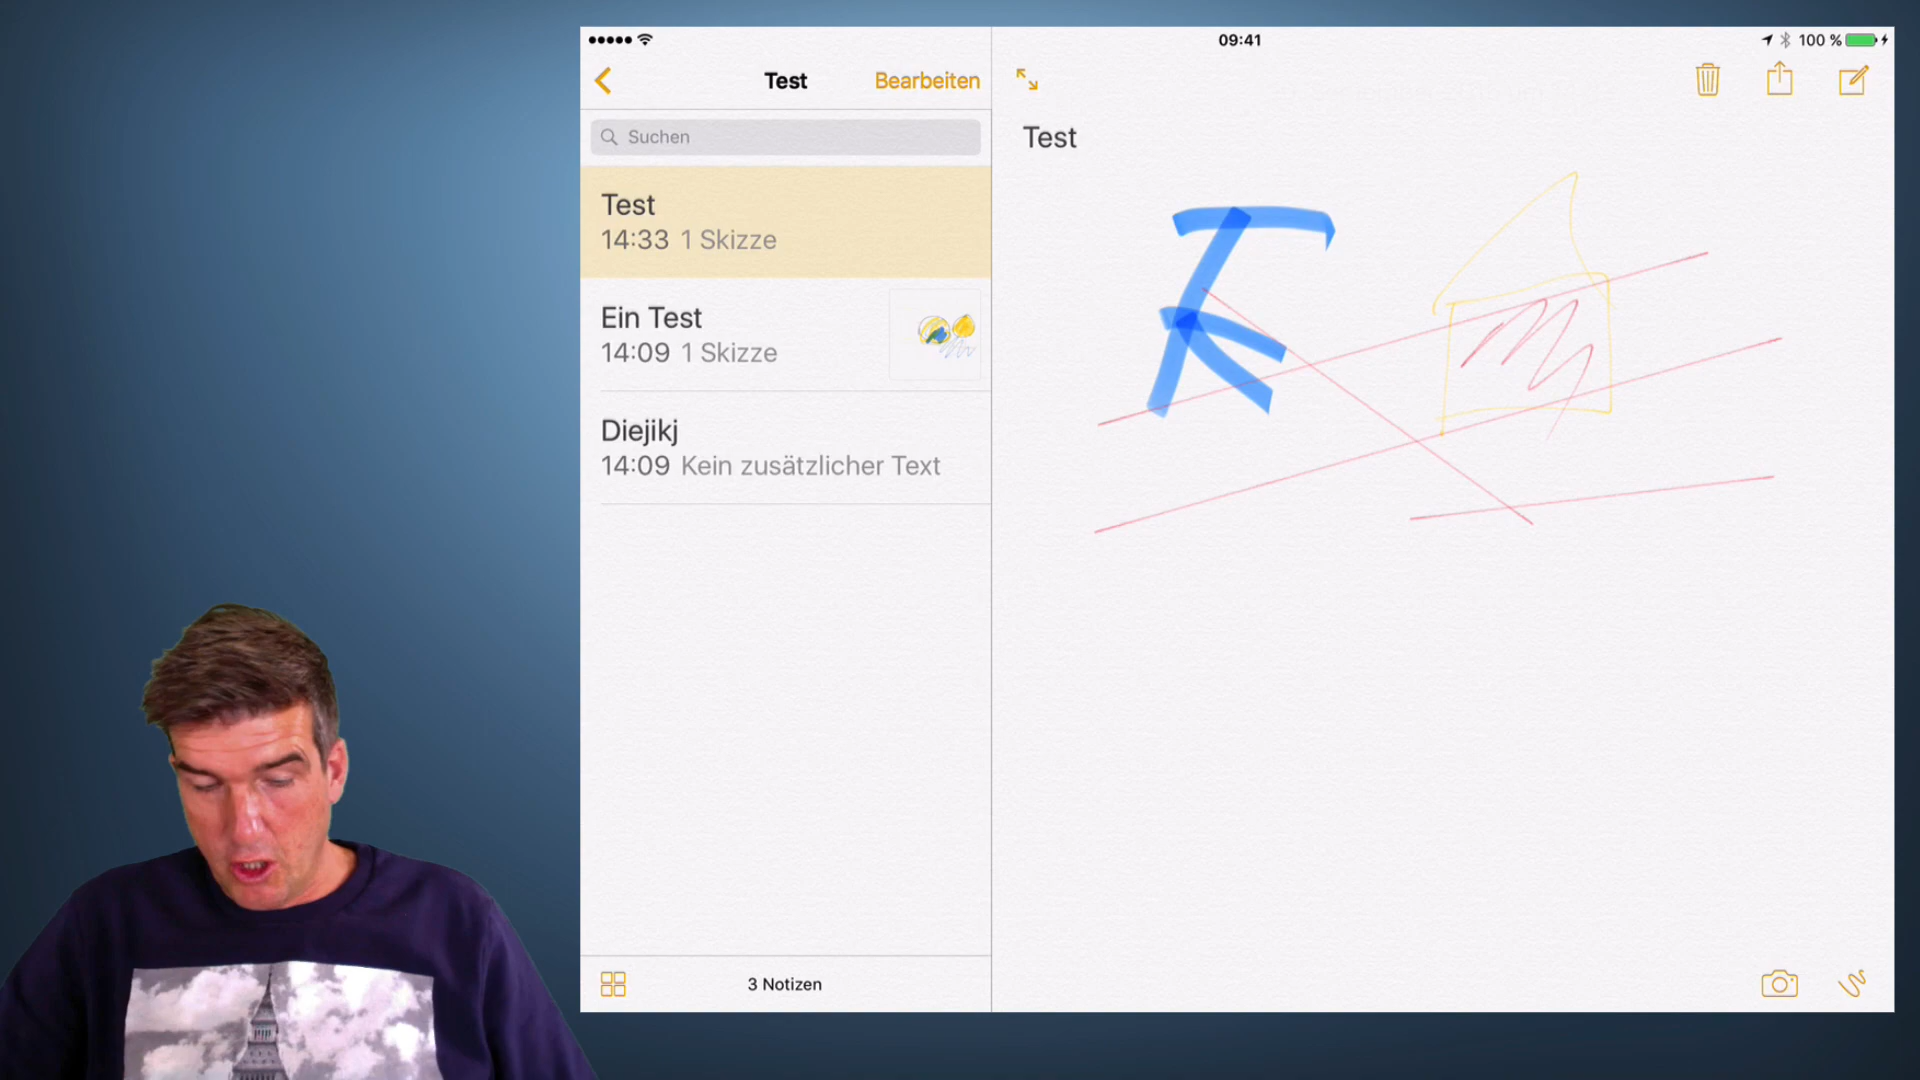 09:41
100 %
Test
Bearbeiten
Suchen
Test
14:33 1 Skizze
Ein Test
14:09 1 Skizze
Diejikj
14:09 Kein zusätzlicher Text
3 Notizen
Test